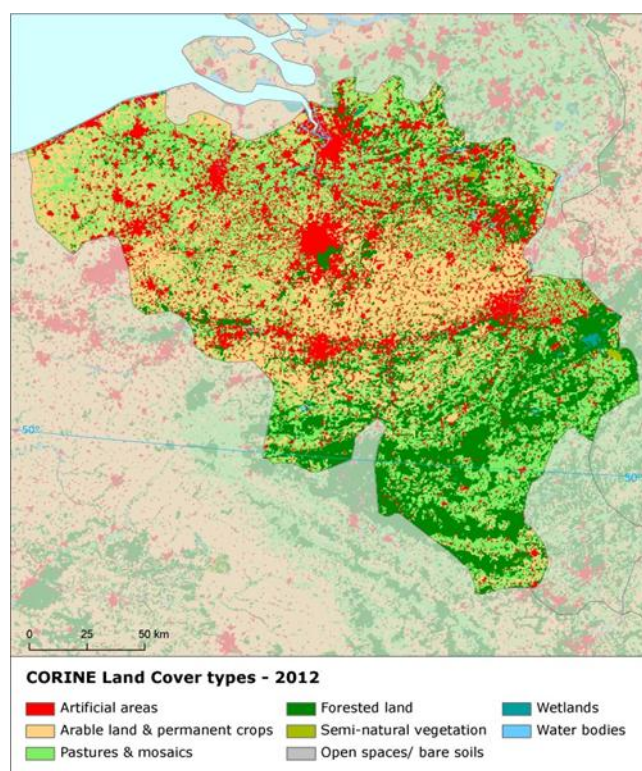 50°
50°
0 25 50 km
CORINE Land Cover types - 2012
Artificial areas
Forested land
Wetlands
Arable land & permanent crops
Semi-natural vegetation
Water bodies
Pastures & mosaics
Open spaces/ bare soils